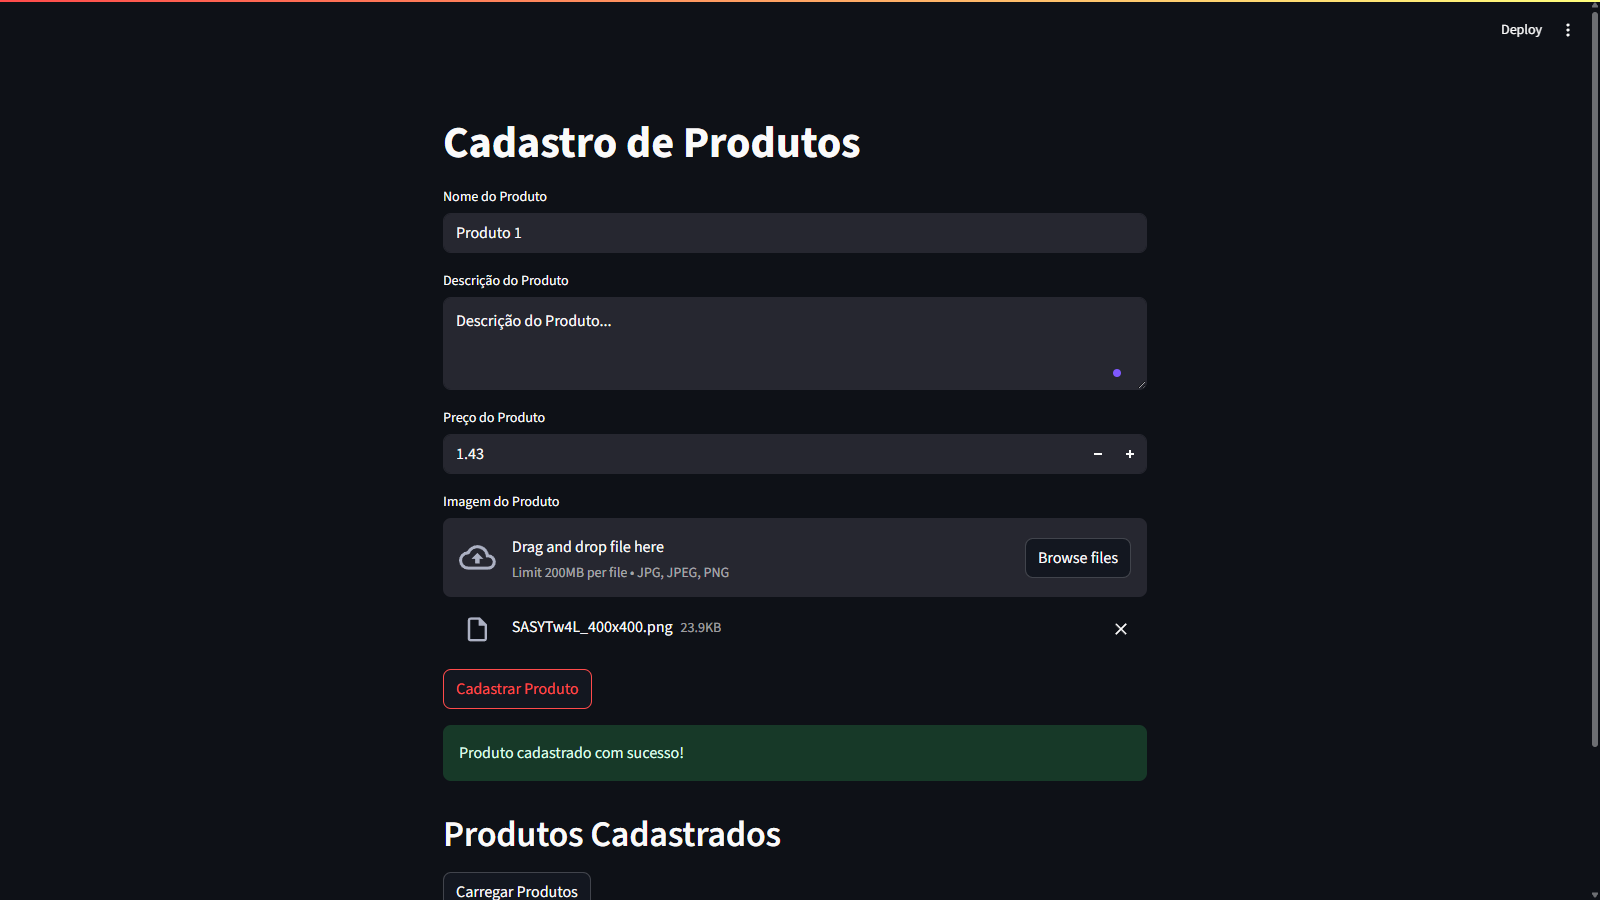 Deploy
Cadastro de Produtos
Nome do Produto
Produto 1
Descrição do Produto
Descrição do Produto...
Preço do Produto
1.43
Imagem do Produto
Drag and drop file here
Limit 200MB per file • JPG, JPEG, PNG
Browse files
SASYTw4L_400x400.png 23.9KB
Cadastrar Produto
Produto cadastrado com sucesso!
Produtos Cadastrados
Carregar Produtos